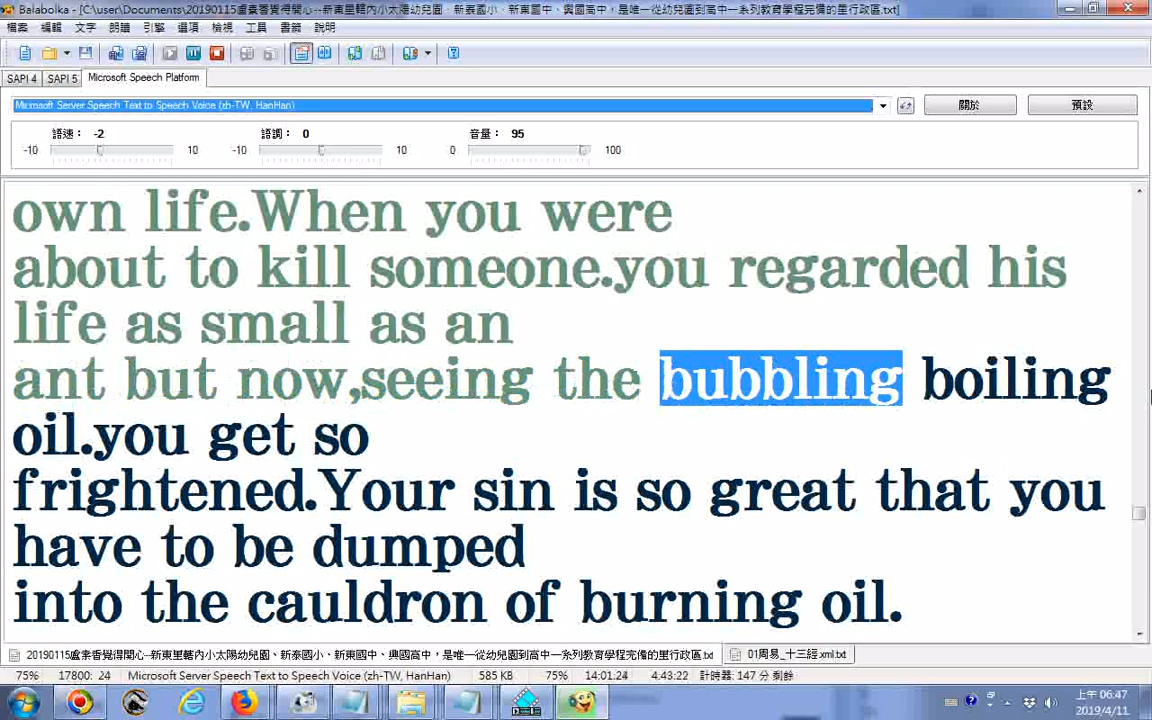 Balabolka - [C:\user\Documents\20190115盧素香覺得開心--新東里轄內小太陽幼兒園、新泰國小、新東國中、興國高中，是唯一從幼兒園到高中一系列教育學程完備的里行政區.txt]
檔案 編輯 文字 朗讀 引擎 選項 檢視 工具 書籤 說明
SAPI 4 SAPI 5 Microsoft Speech Platform
Microsoft Server Speech Text to Speech Voice (zh-TW, HanHan) 關於 預設
語速： -2 語調： 0 音量： 95
-10 10 -10 10 0 100
own life.When you were
about to kill someone.you regarded his
life as small as an
ant but now,seeing the bubbling boiling
oil.you get so
frightened.Your sin is so great that you
have to be dumped
into the cauldron of burning oil.
20190115盧素香覺得開心--新東里轄內小太陽幼兒園、新泰國小、新東國中、興國高中，是唯一從幼兒園到高中一系列教育學程完備的里行政區.txt 01周易_十三經.xml.txt
75% 17800: 24 Microsoft Server Speech Text to Speech Voice (zh-TW, HanHan) 585 KB 75% 14:01:24 4:43:22 計時器：147 分 剩餘
上午 06:47
2019/4/11